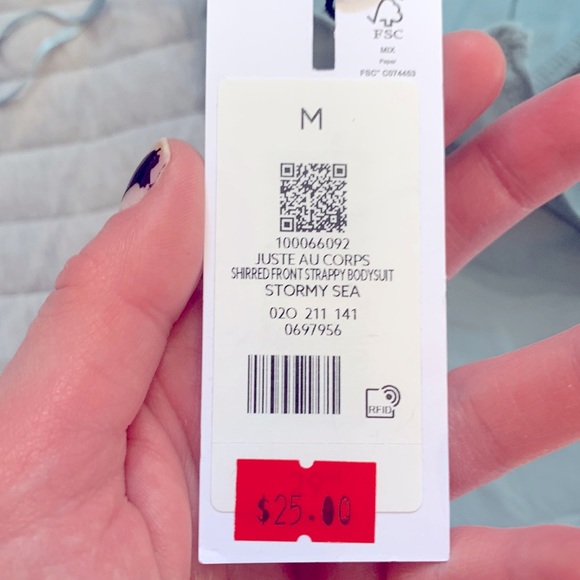 FSC
MIX
Paper
FSC® C074453
M
100066092
JUSTE AU CORPS
SHIRRED FRONT STRAPPY BODYSUIT
STORMY SEA
020 211 141
0697956
RFID
$25.00